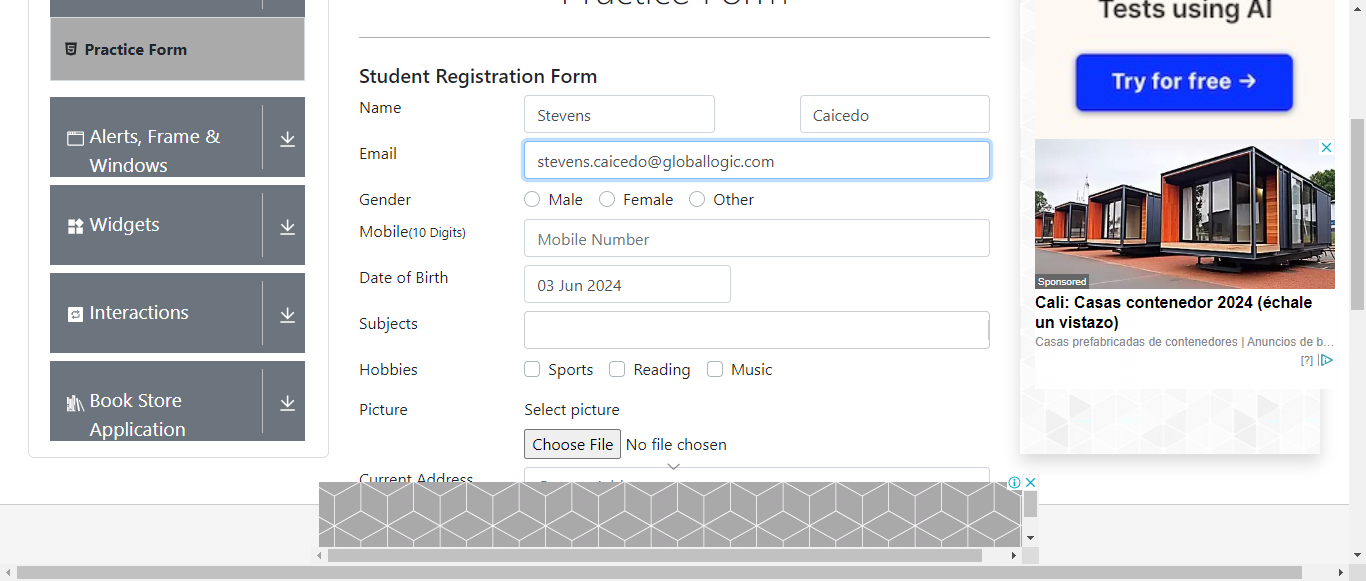 Practice Form
Tests using AI
Practice Form
Try for free →
Student Registration Form
Name
Stevens
Caicedo
Alerts, Frame &
Windows
Email
stevens.caicedo@globallogic.com
Gender
Male
Female
Other
Widgets
Mobile(10 Digits)
Mobile Number
Date of Birth
03 Jun 2024
Sponsored
Interactions
Subjects
Cali: Casas contenedor 2024 (échale
un vistazo)
Casas prefabricadas de contenedores | Anuncios de b...
[?]
Hobbies
Sports
Reading
Music
Book Store
Application
Picture
Select picture
Choose File
No file chosen
Current Address